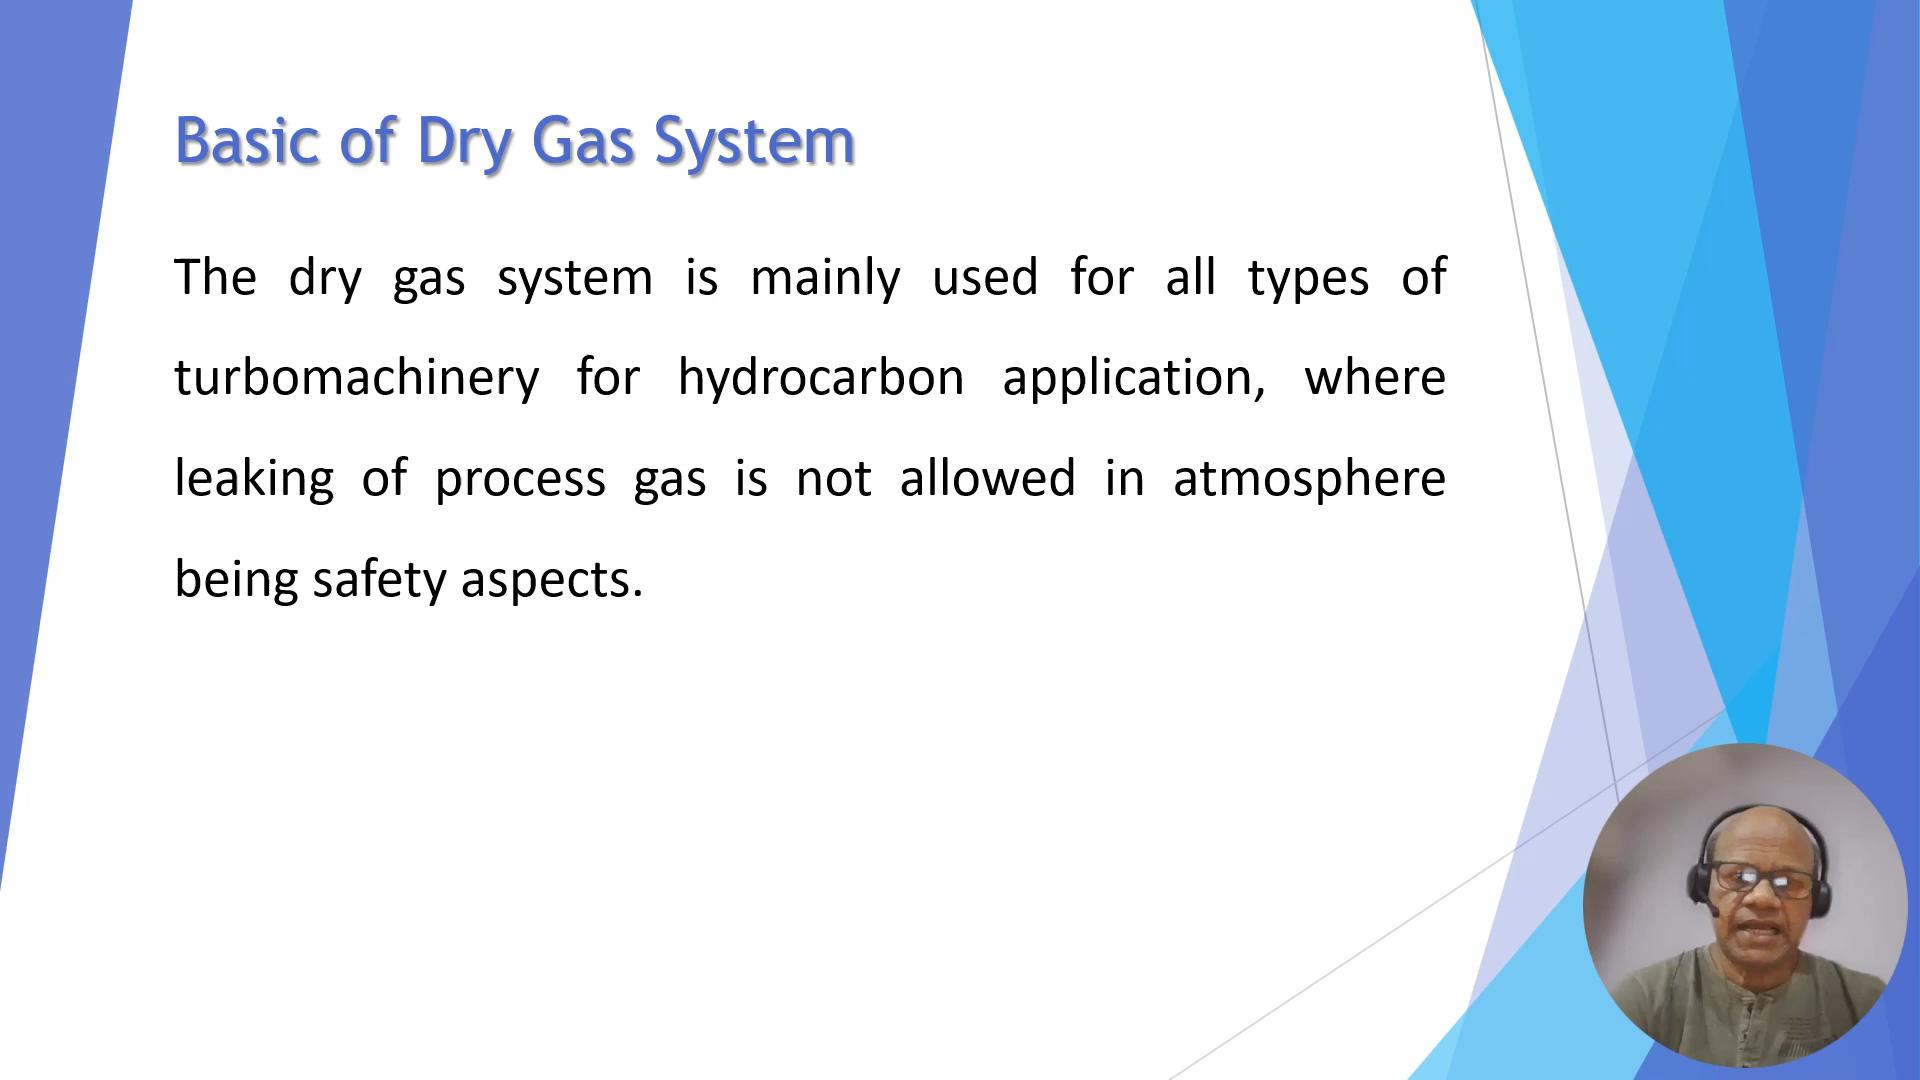 Basic of Dry Gas System
The dry gas system is mainly used for all types of
turbomachinery for hydrocarbon application, where
leaking of process gas is not allowed in atmosphere
being safety aspects.